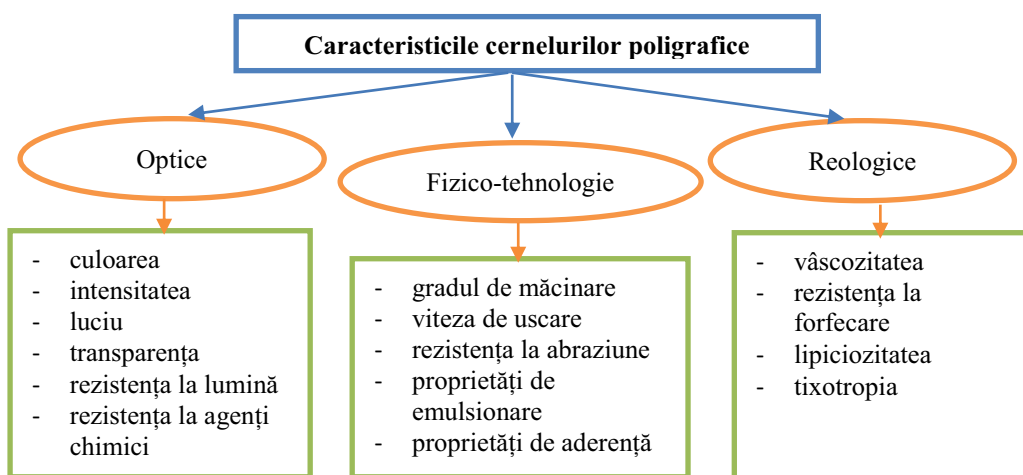 Caracteristicile cernelurilor poligrafice
Optice
Fizico-tehnologie
Reologice
- culoarea
- intensitatea
- luciu
- transparența
- rezistența la lumină
- rezistența la agenți
chimici
- gradul de măcinare
- viteza de uscare
- rezistența la abraziune
- proprietăți de
emulsionare
- proprietăți de aderență
- vâscozitatea
- rezistența la
forfecare
- lipiciozitatea
- tixotropia